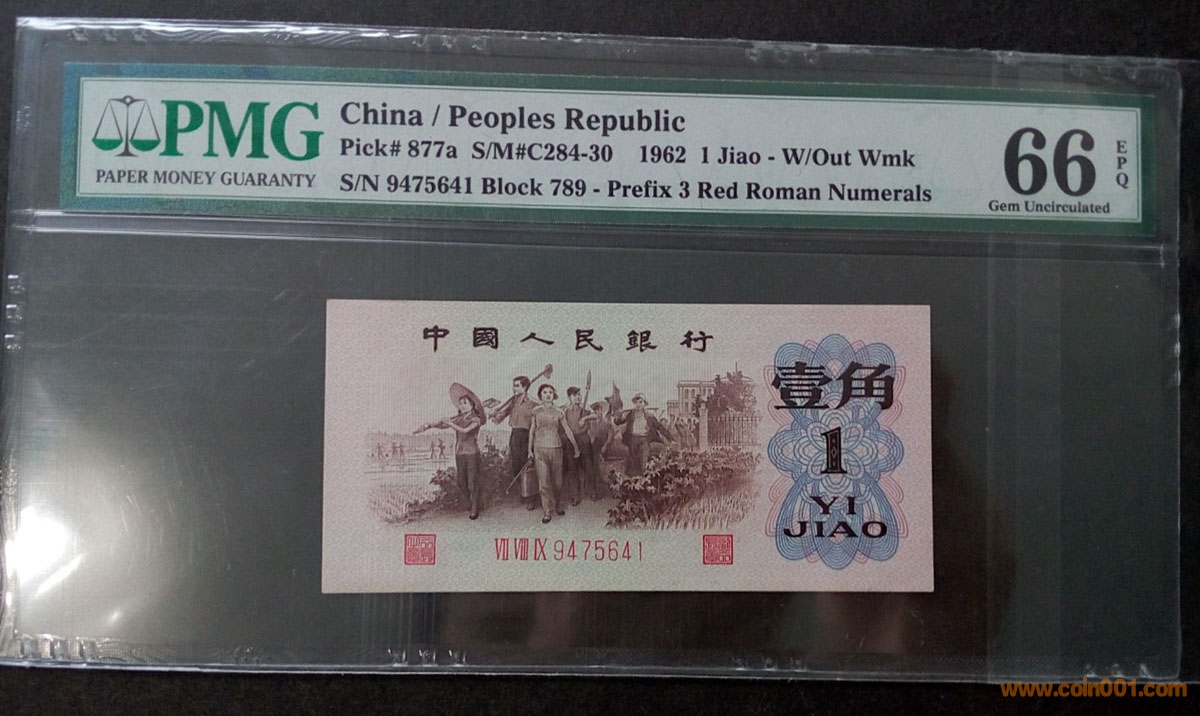 PMG
PAPER MONEY GUARANTY
China / Peoples Republic
Pick# 877a S/M#C284-30 1962 1 Jiao - W/Out Wmk
S/N 9475641 Block 789 - Prefix 3 Red Roman Numerals
66
EPQ
Gem Uncirculated
中國人民銀行
壹角
1
YI
JIAO
VII VIII IX 9475641
www.coin001.com